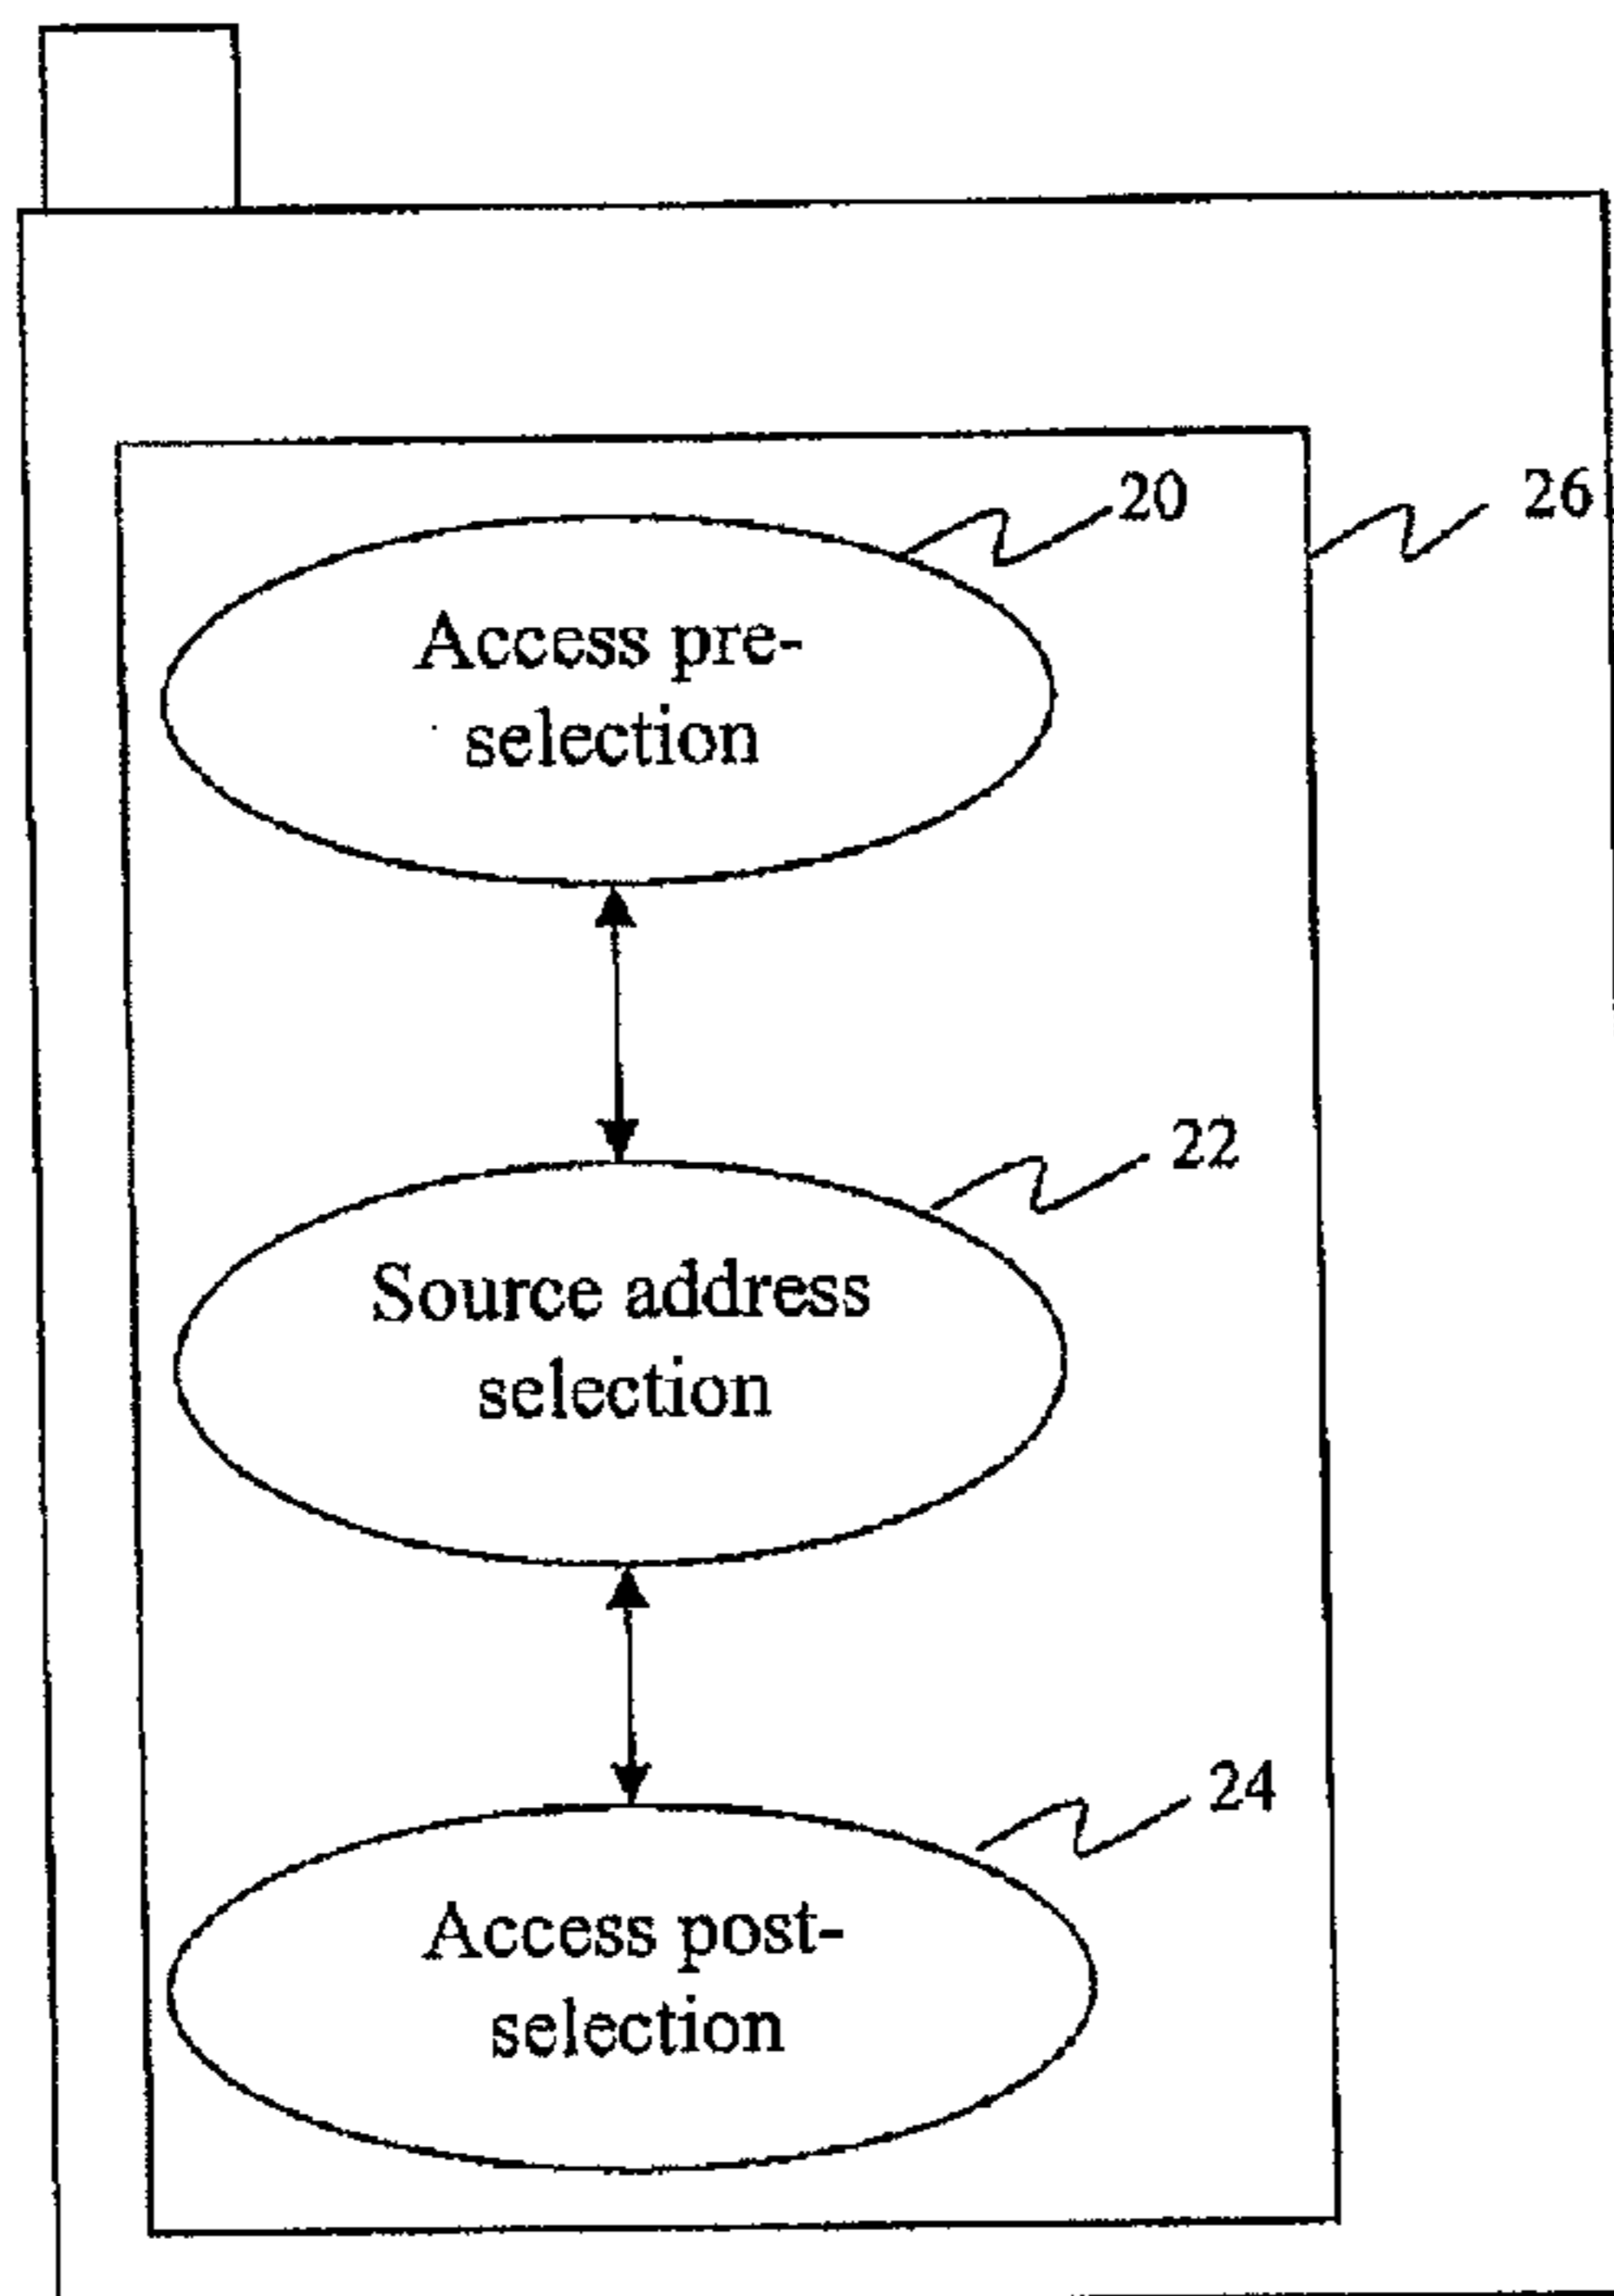 20
26
Access pre-
selection
22
Source address
selection
24
Access post-
selection